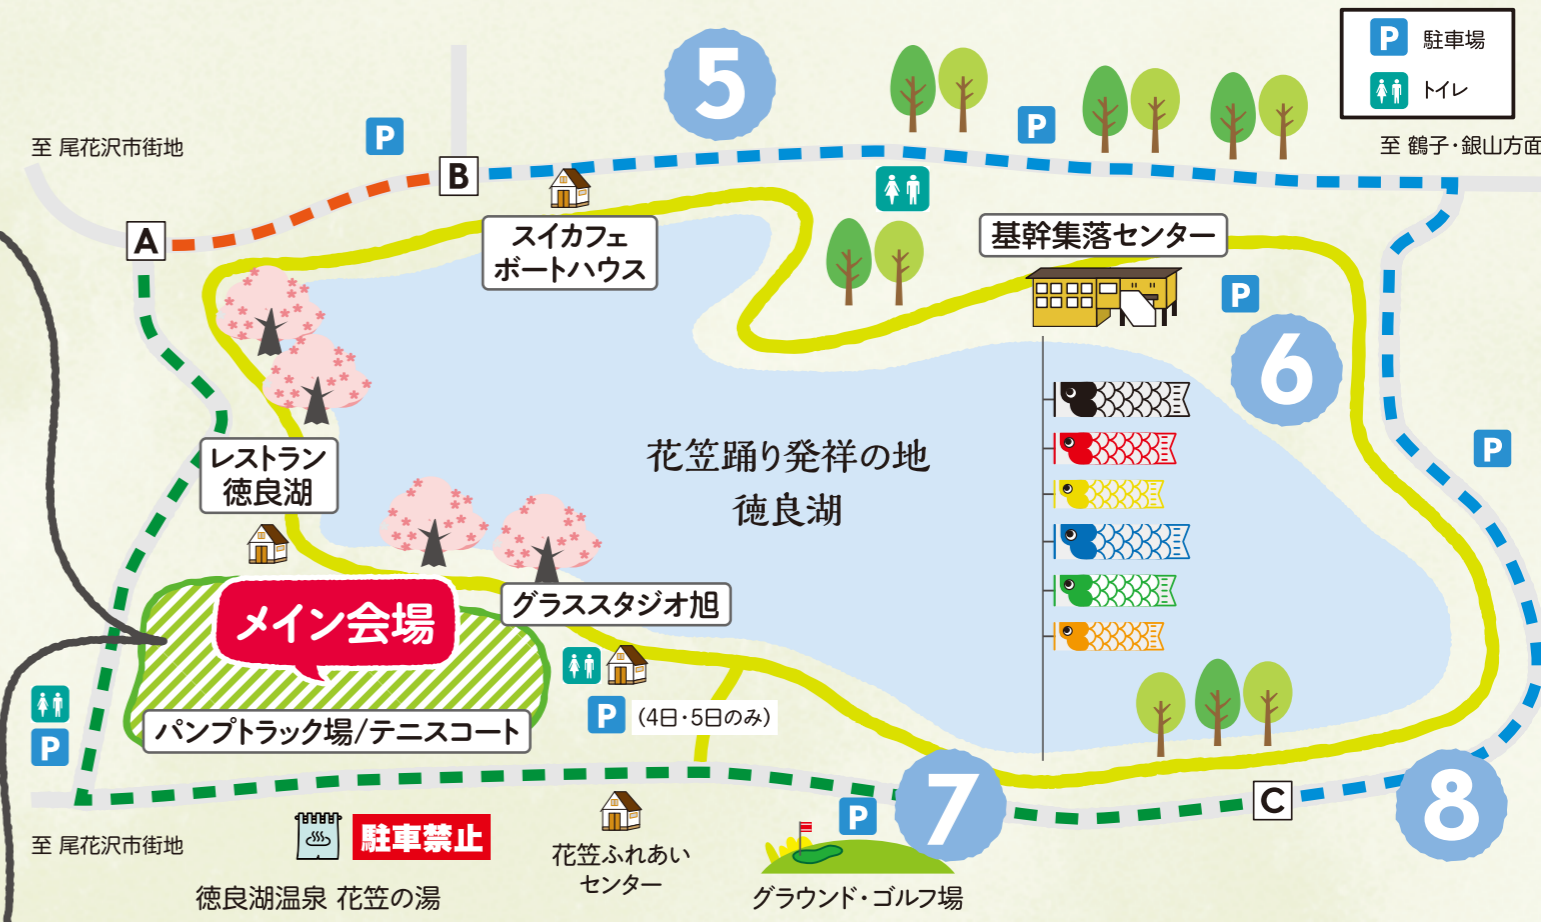 5
P 駐車場
トイレ
至 尾花沢市街地
至 鶴子・銀山方面
P
P
B
A
スイカフェ
ボートハウス
基幹集落センター
P
6
P
レストラン
徳良湖
花笠踊り発祥の地
徳良湖
メイン会場
グラススタジオ旭
P (4日・5日のみ)
パンプトラック場/テニスコート
P
7
8
C
P
至 尾花沢市街地
駐車禁止
花笠ふれあい
センター
徳良湖温泉 花笠の湯
グラウンド・ゴルフ場